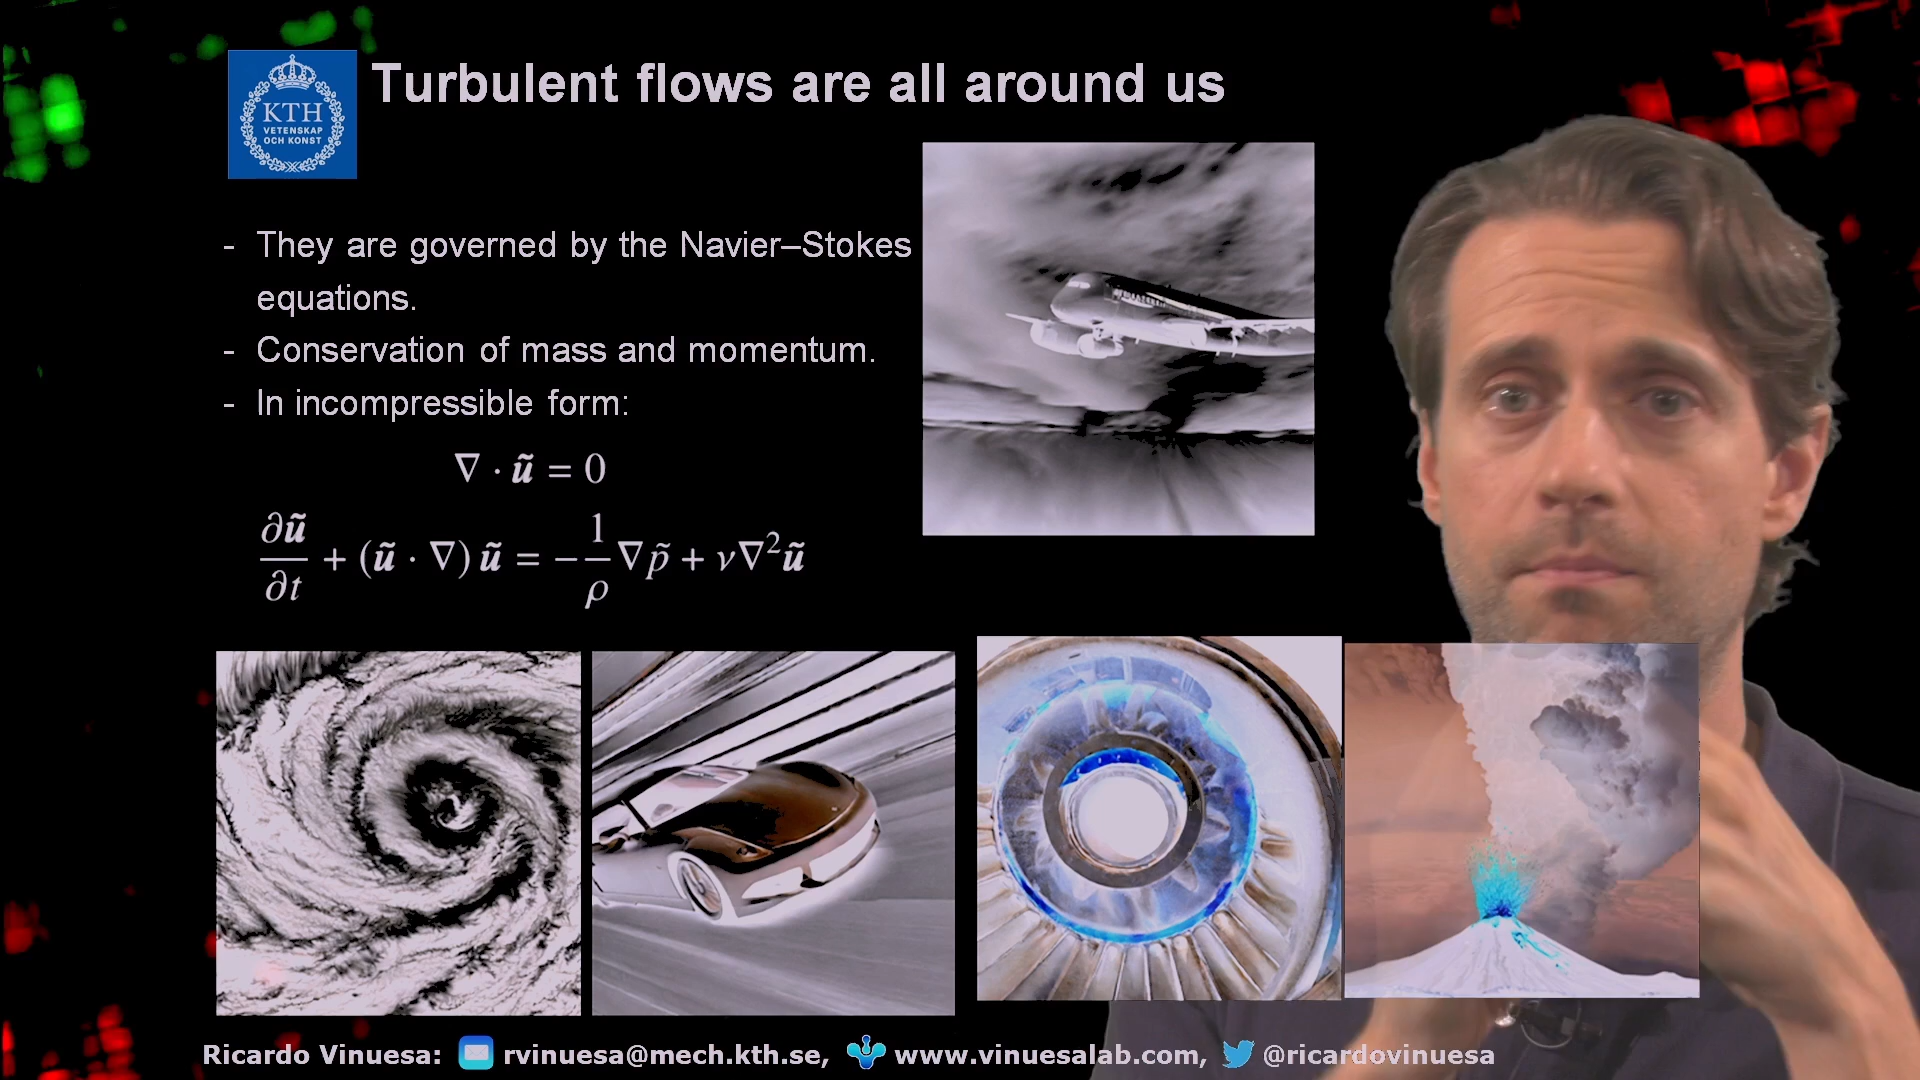 KTH
VETENSKAP
OCH KONST
Turbulent flows are all around us
- They are governed by the Navier–Stokes
equations.
- Conservation of mass and momentum.
- In incompressible form:
∇ · ũ = 0
∂ũ/∂t + (ũ · ∇) ũ = −1/ρ ∇p̃ + ν∇²ũ
Ricardo Vinuesa: rvinuesa@mech.kth.se, www.vinuesalab.com, @ricardovinuesa